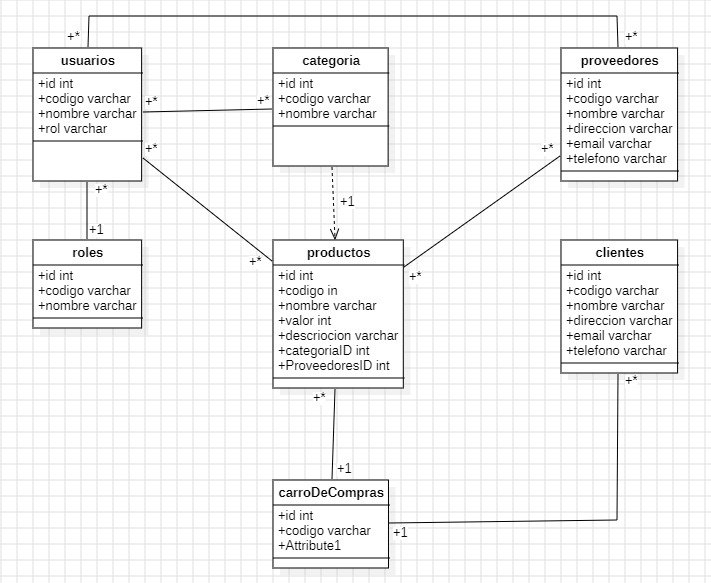 +*
+*
usuarios
+id int
+codigo varchar
+nombre varchar
+rol varchar
categoria
+id int
+codigo varchar
+nombre varchar
proveedores
+id int
+codigo varchar
+nombre varchar
+direccion varchar
+email varchar
+telefono varchar
+*
+*
+*
+*
+*
+1
+1
roles
+id int
+codigo varchar
+nombre varchar
+*
productos
+id int
+codigo in
+nombre varchar
+valor int
+descriocion varchar
+categoriaID int
+ProveedoresID int
+*
clientes
+id int
+codigo varchar
+nombre varchar
+direccion varchar
+email varchar
+telefono varchar
+*
+*
+1
carroDeCompras
+id int
+codigo varchar
+Attribute1
+1